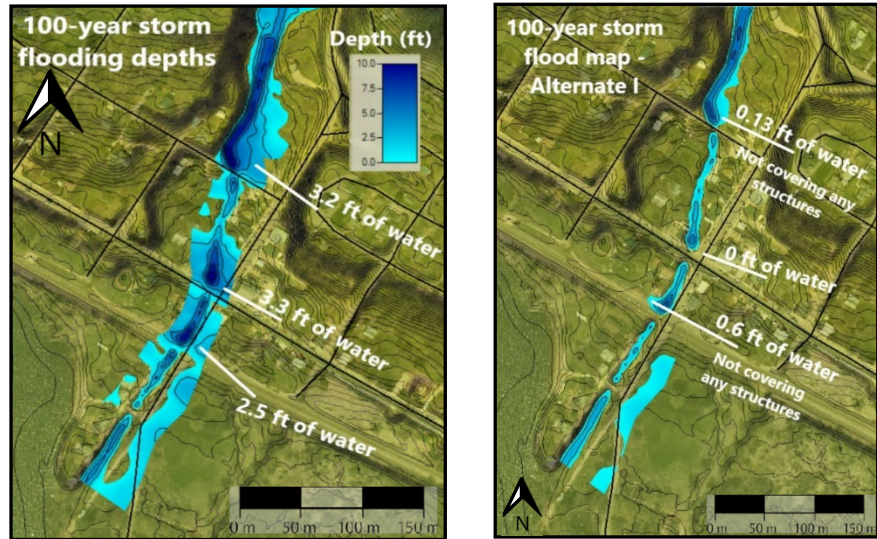 100-year storm
flooding depths
Depth (ft)
10.0
7.5
5.0
2.5
0.0
N
3.2 ft of water
3.3 ft of water
2.5 ft of water
0 m
50 m
100 m
150 m
100-year storm
flood map -
Alternate I
0.13 ft of water
Not covering any
structures
0 ft of water
0.6 ft of water
Not covering
any structures
N
0 m
50 m
100 m
150 m